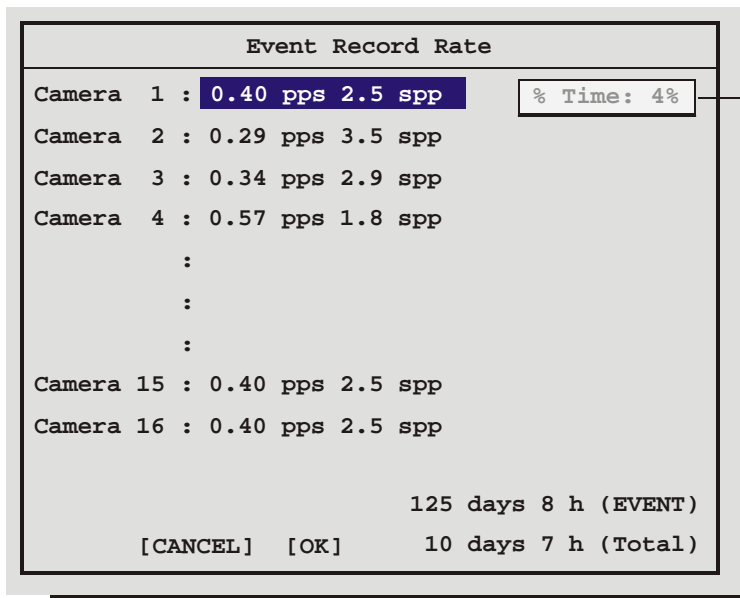 Event Record Rate
Camera 1 : 0.40 pps 2.5 spp % Time: 4%
Camera 2 : 0.29 pps 3.5 spp
Camera 3 : 0.34 pps 2.9 spp
Camera 4 : 0.57 pps 1.8 spp
:
:
:
Camera 15 : 0.40 pps 2.5 spp
Camera 16 : 0.40 pps 2.5 spp
125 days 8 h (EVENT)
[CANCEL] [OK] 10 days 7 h (Total)